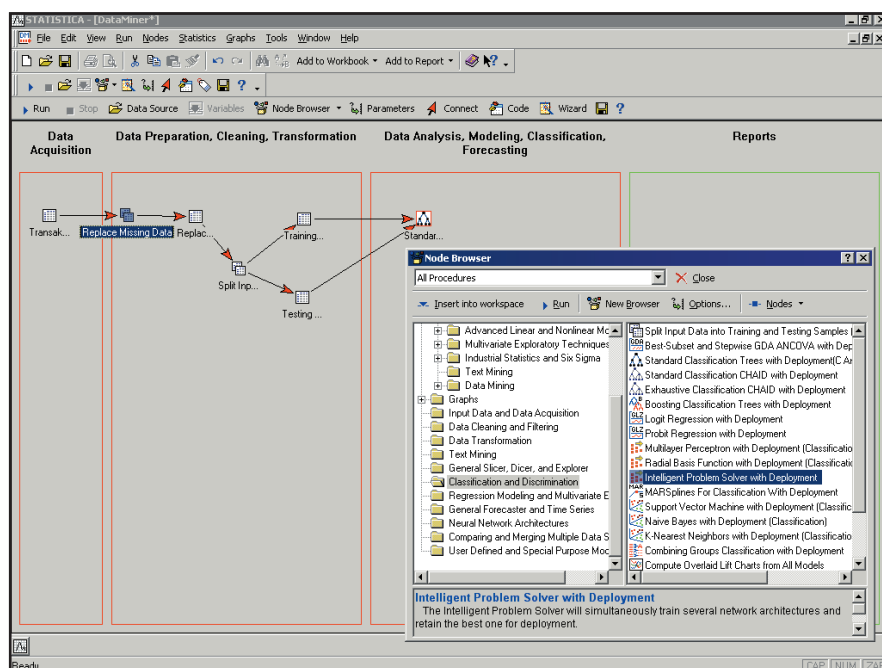 STATISTICA - [DataMiner*]
File Edit View Run Nodes Statistics Graphs Tools Window Help
Add to Workbook Add to Report
Run Stop Data Source Variables Node Browser Parameters Connect Code Wizard
Data Acquisition
Data Preparation, Cleaning, Transformation
Data Analysis, Modeling, Classification, Forecasting
Reports
Transak...
Replace Missing Data
Replac...
Training...
Standar...
Split Inp...
Testing ...
Node Browser
All Procedures
Close
Insert into workspace Run New Browser Options... Nodes
Advanced Linear and Nonlinear Mc
Multivariate Exploratory Techniques
Industrial Statistics and Six Sigma
Text Mining
Data Mining
Graphs
Input Data and Data Acquisition
Data Cleaning and Filtering
Data Transformation
Text Mining
General Slicer, Dicer, and Explorer
Classification and Discrimination
Regression Modeling and Multivariate E
General Forecaster and Time Series
Neural Network Architectures
Comparing and Merging Multiple Data S
User Defined and Special Purpose Moc
Split Input Data into Training and Testing Samples (
Best-Subset and Stepwise GDA ANCOVA with Dep
Standard Classification Trees with Deployment(C Ar
Standard Classification CHAID with Deployment
Exhaustive Classification CHAID with Deployment
Boosting Classification Trees with Deployment
Logit Regression with Deployment
Probit Regression with Deployment
Multilayer Perceptron with Deployment (Classificatio
Radial Basis Function with Deployment (Classificatic
Intelligent Problem Solver with Deployment
MARSplines For Classification With Deployment
Support Vector Machine with Deployment (Classific
Naive Bayes with Deployment (Classification)
K-Nearest Neighbors with Deployment (Classificatio
Combining Groups Classification with Deployment
Compute Overlaid Lift Charts from All Models
Intelligent Problem Solver with Deployment
The Intelligent Problem Solver will simultaneously train several network architectures and
retain the best one for deployment.
Ready
CAP NUM ZAP